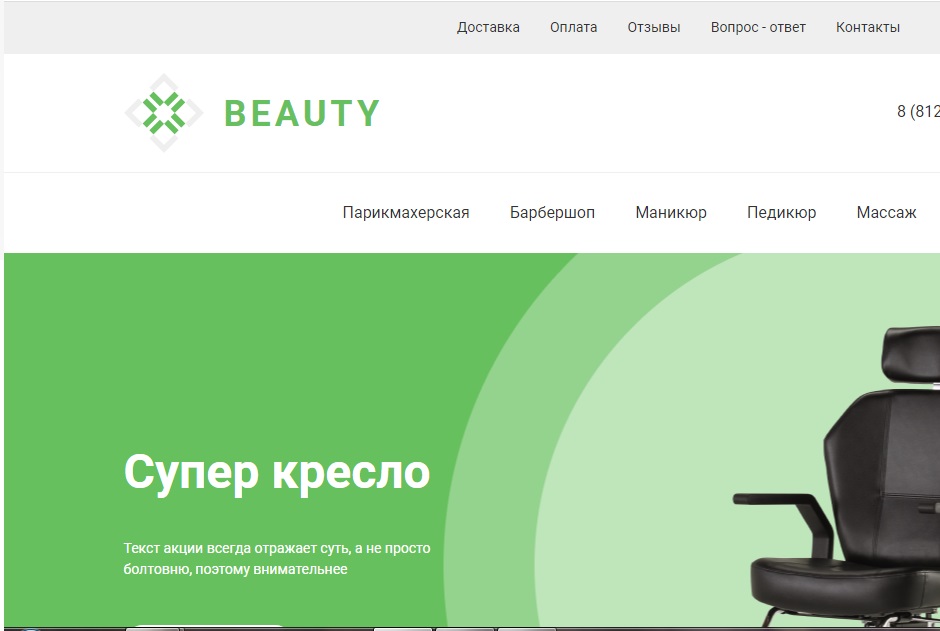 Доставка Оплата Отзывы Вопрос - ответ Контакты
BEAUTY
8 (812
Парикмахерская Барбершоп Маникюр Педикюр Массаж
Супер кресло
Текст акции всегда отражает суть, а не просто
болтовню, поэтому внимательнее